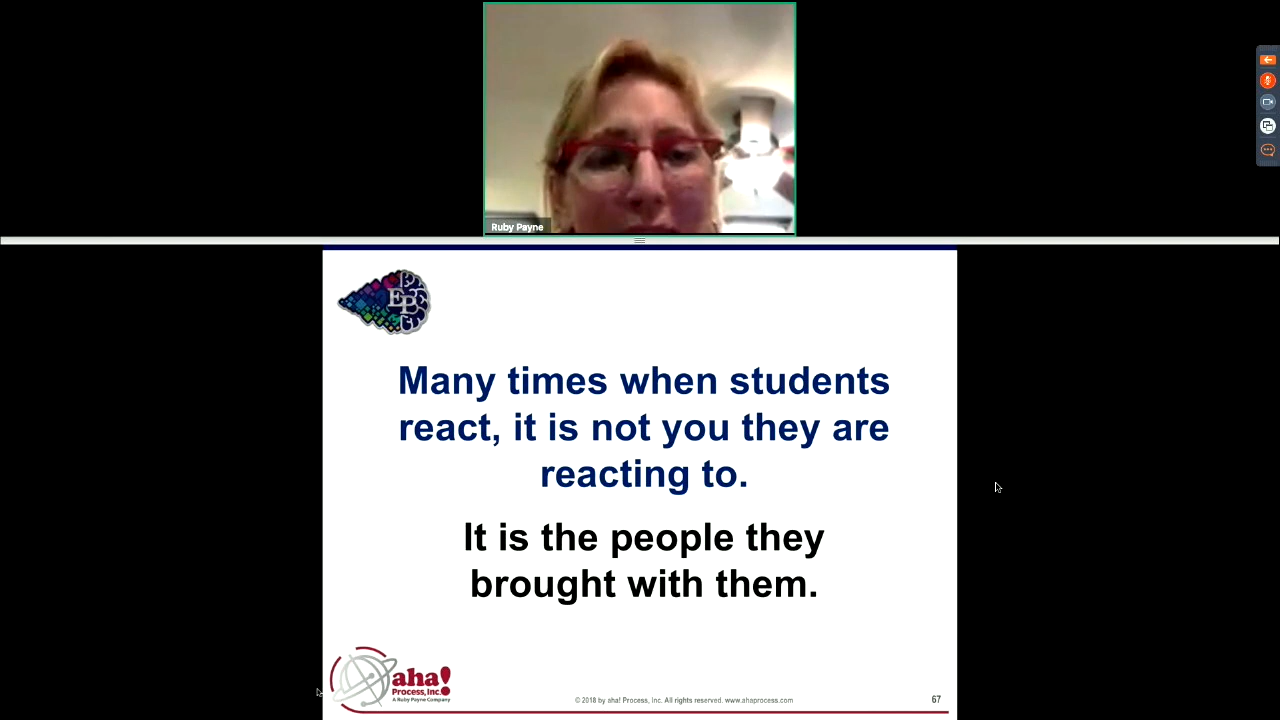 Ruby Payne
EP
Many times when students
react, it is not you they are
reacting to.
It is the people they
brought with them.
aha!
Process, Inc.
A Ruby Payne Company
© 2018 by aha! Process, Inc. All rights reserved. www.ahaprocess.com
67